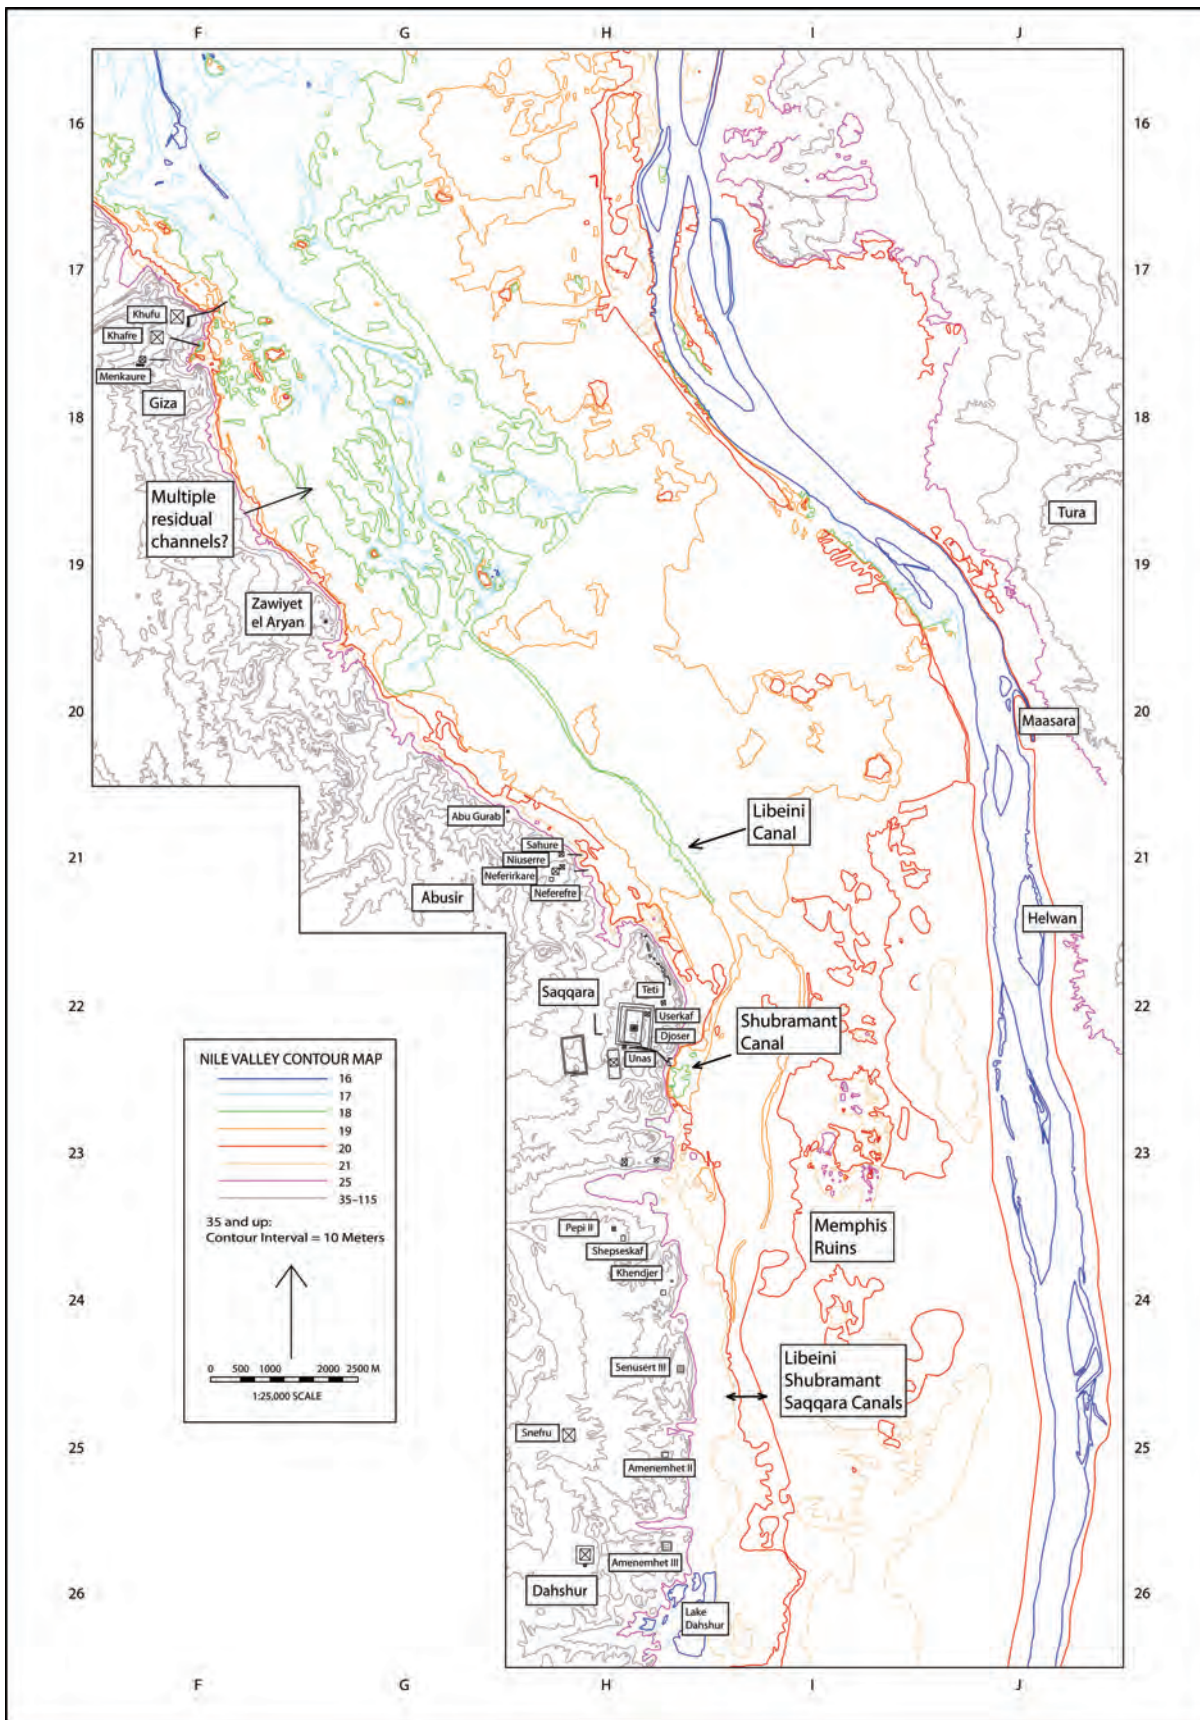 F G H I J
16 16
17 17
Khufu
Khafre
Menkaure
Giza
18 18
Multiple
residual
channels?
Tura
19 19
Zawiyet
el Aryan
20 20
Maasara
Abu Gurab
Libeini
Canal
21 21
Sahure
Niuserre
Neferirkare
Neferefre
Abusir
Helwan
22 22
Saqqara
Teti
Userkaf
Djoser
Unas
Shubramant
Canal
NILE VALLEY CONTOUR MAP
16
17
18
19
20
21
25
35–115
35 and up:
Contour Interval = 10 Meters
0 500 1000 2000 2500 M
1:25,000 SCALE
23 23
Pepi II
Shepseskaf
Khendjer
Memphis
Ruins
24 24
Senusert III
Libeini
Shubramant
Saqqara Canals
Snefru
25 25
Amenemhet II
Amenemhet III
Dahshur
26 26
Lake
Dahshur
F G H I J